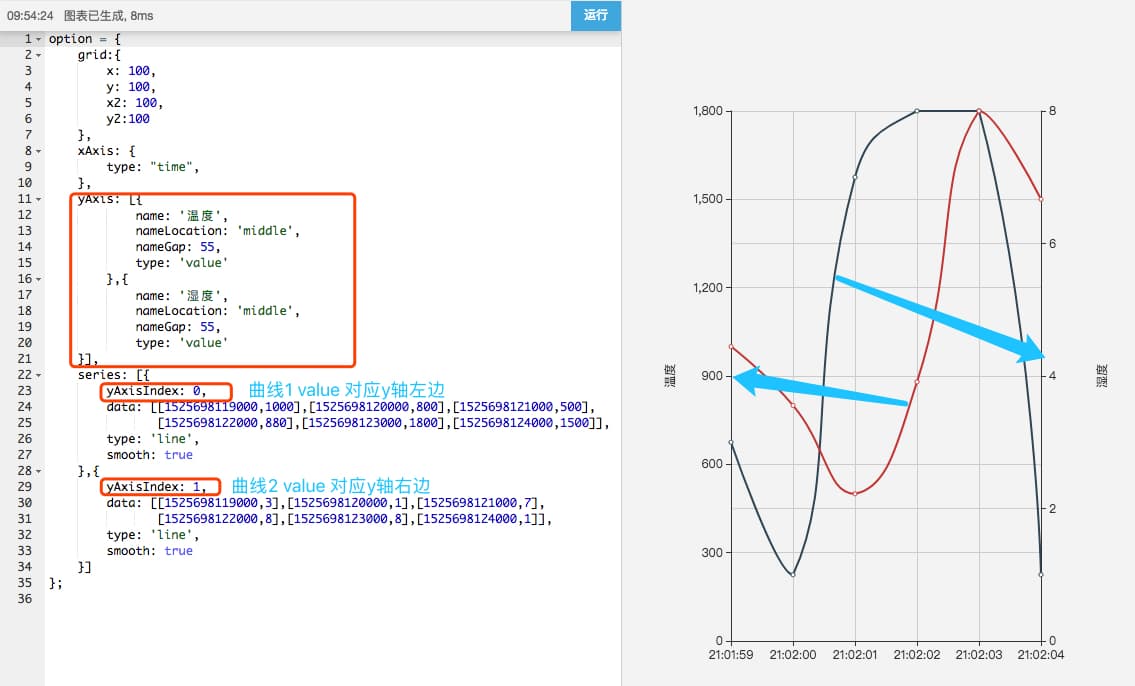 09:54:24 图表已生成, 8ms
运行
1 option = {
2 grid:{
3 x: 100,
4 y: 100,
5 x2: 100,
6 y2:100
7 },
8 xAxis: {
9 type: "time",
10 },
11 yAxis: [{
12 name: '温度',
13 nameLocation: 'middle',
14 nameGap: 55,
15 type: 'value'
16 },{
17 name: '湿度',
18 nameLocation: 'middle',
19 nameGap: 55,
20 type: 'value'
21 }],
22 series: [{
23 yAxisIndex: 0, 曲线1 value 对应y轴左边
24 data: [[1525698119000,1000],[1525698120000,800],[1525698121000,500],
25 [1525698122000,880],[1525698123000,1800],[1525698124000,1500]],
26 type: 'line',
27 smooth: true
28 },{
29 yAxisIndex: 1, 曲线2 value 对应y轴右边
30 data: [[1525698119000,3],[1525698120000,1],[1525698121000,7],
31 [1525698122000,8],[1525698123000,8],[1525698124000,1]],
32 type: 'line',
33 smooth: true
34 }]
35 };
36
1,800 8
1,500
6
1,200
温度
900 4
湿度
600
2
300
0 0
21:01:59 21:02:00 21:02:01 21:02:02 21:02:03 21:02:04